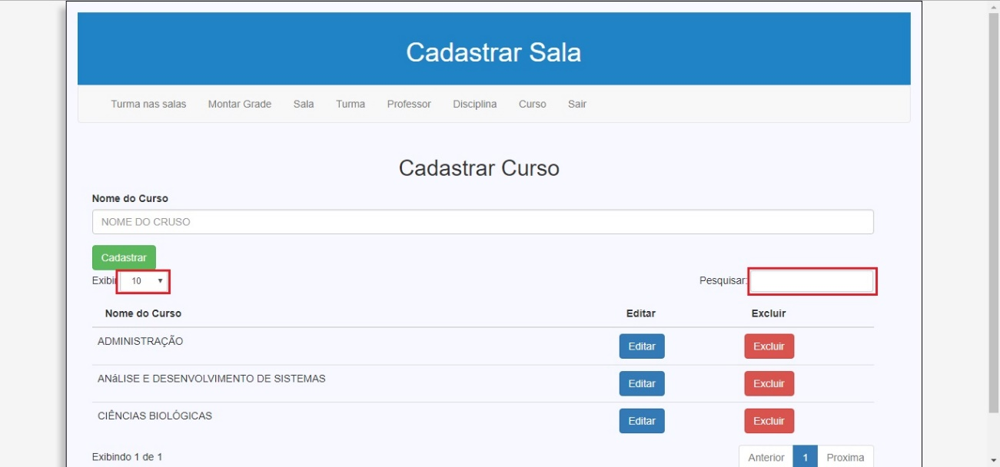 Cadastrar Sala
Turma nas salas Montar Grade Sala Turma Professor Disciplina Curso Sair
Cadastrar Curso
Nome do Curso
NOME DO CRUSO
Cadastrar
Exibir 10 Pesquisar:
Nome do Curso Editar Excluir
ADMINISTRAÇÃO Editar Excluir
ANáLISE E DESENVOLVIMENTO DE SISTEMAS Editar Excluir
CIÊNCIAS BIOLÓGICAS Editar Excluir
Exibindo 1 de 1 Anterior 1 Proxima